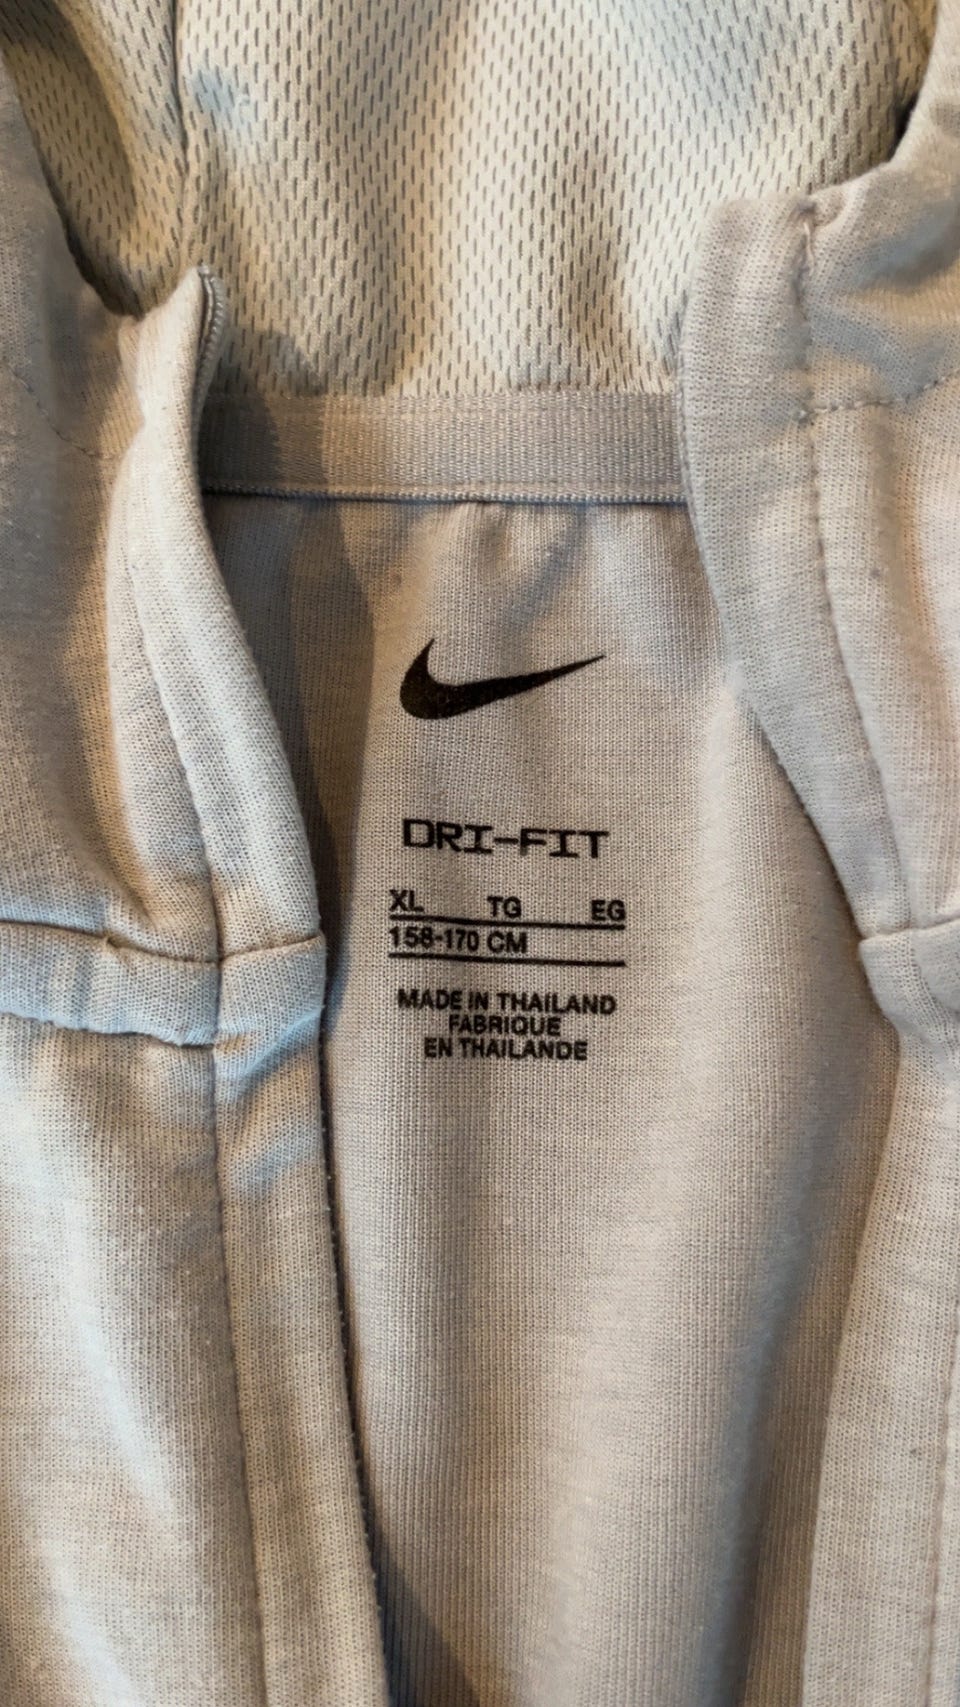 DRI-FIT
XL TG EG
158-170 CM
MADE IN THAILAND
FABRIQUE
EN THAILANDE